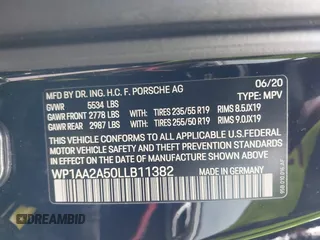 MFD BY DR. ING. H.C. F. PORSCHE AG
06/20
GVWR 5534 LBS
TYPE: MPV
GAWR FRONT 2778 LBS WITH: TIRES 235/55 R19 RIMS 8.5JX19
GAWR REAR 2987 LBS WITH: TIRES 255/50 R19 RIMS 9.0JX19
THIS VEHICLE CONFORMS TO ALL APPLICABLE U.S.FEDERAL
MOTOR VEHICLE SAFETY, BUMPER AND
THEFT PREVENTION STANDARDS IN EFFECT ON THE
DATE OF MANUFACTURE SHOWN ABOVE.
WP1AA2A50LLB11382
MADE IN GERMANY
DREAMBID